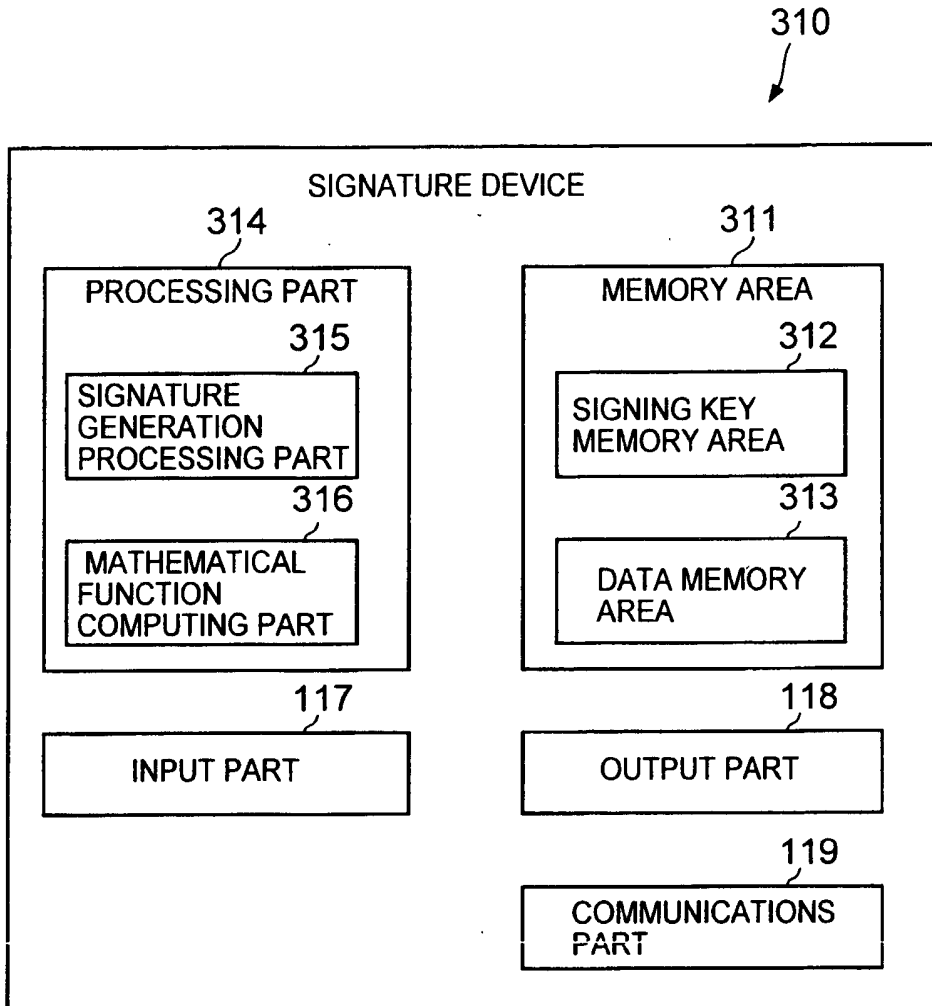 310
SIGNATURE DEVICE
314
PROCESSING PART
315
SIGNATURE
GENERATION
PROCESSING PART
316
MATHEMATICAL
FUNCTION
COMPUTING PART
311
MEMORY AREA
312
SIGNING KEY
MEMORY AREA
313
DATA MEMORY
AREA
117
INPUT PART
118
OUTPUT PART
119
COMMUNICATIONS
PART